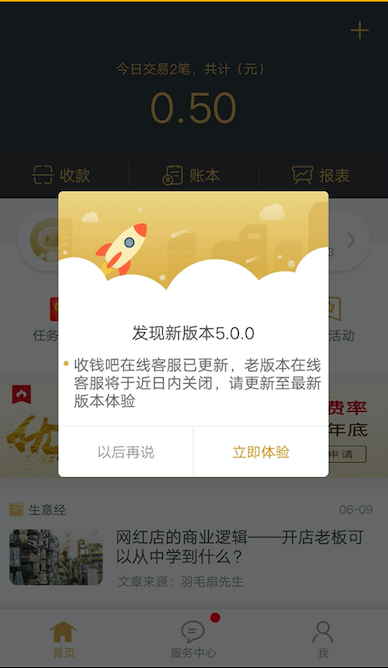 今日交易2笔，共计（元）
0.50
收款
账本
报表
发现新版本5.0.0
收钱吧在线客服已更新，老版本在线
客服将于近日内关闭，请更新至最新
版本体验
以后再说
立即体验
任务
活动
费率
年底
申请
生意经
06-09
网红店的商业逻辑——开店老板可
以从中学到什么？
文章来源：羽毛扇先生
首页
服务中心
我